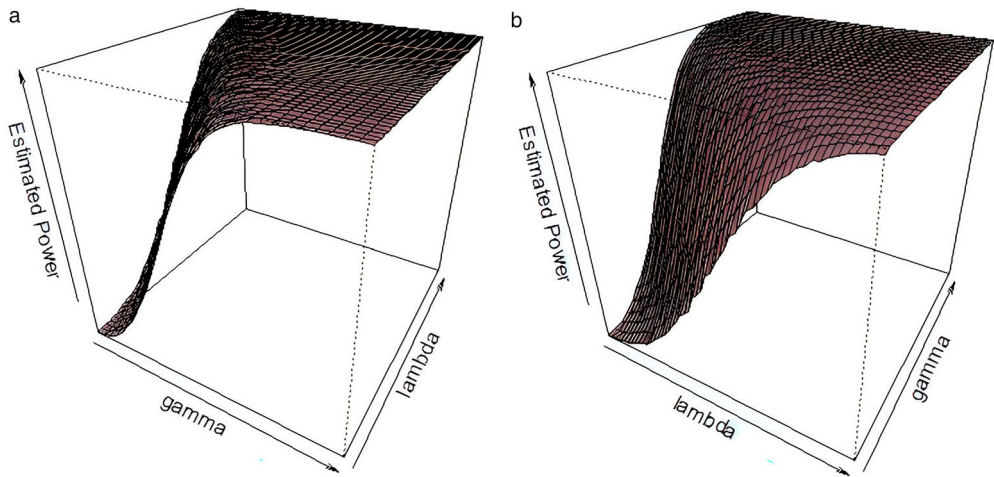 a
Estimated Power
gamma
lambda
b
Estimated Power
lambda
gamma